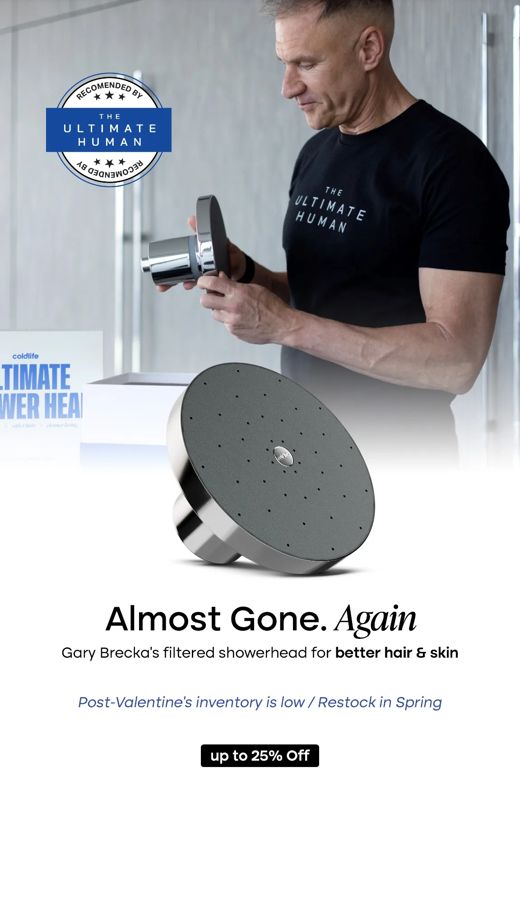 RECOMENDED BY
THE
ULTIMATE
HUMAN
RECOMENDED BY
THE
ULTIMATE
HUMAN
coldlife
LTIMATE
WER HEA
Almost Gone. Again
Gary Brecka's filtered showerhead for better hair & skin
Post-Valentine's inventory is low / Restock in Spring
up to 25% Off